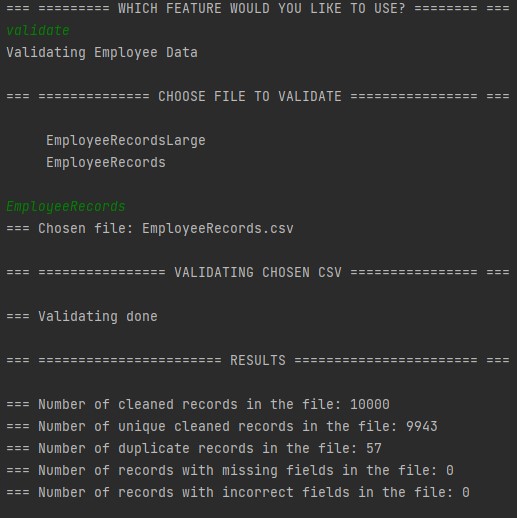 === ========= WHICH FEATURE WOULD YOU LIKE TO USE? ======== ===
validate
Validating Employee Data
=== ============== CHOOSE FILE TO VALIDATE ================ ===
EmployeeRecordsLarge
EmployeeRecords
EmployeeRecords
=== Chosen file: EmployeeRecords.csv
=== ================ VALIDATING CHOSEN CSV ================ ===
=== Validating done
=== ======================= RESULTS ======================= ===
=== Number of cleaned records in the file: 10000
=== Number of unique cleaned records in the file: 9943
=== Number of duplicate records in the file: 57
=== Number of records with missing fields in the file: 0
=== Number of records with incorrect fields in the file: 0